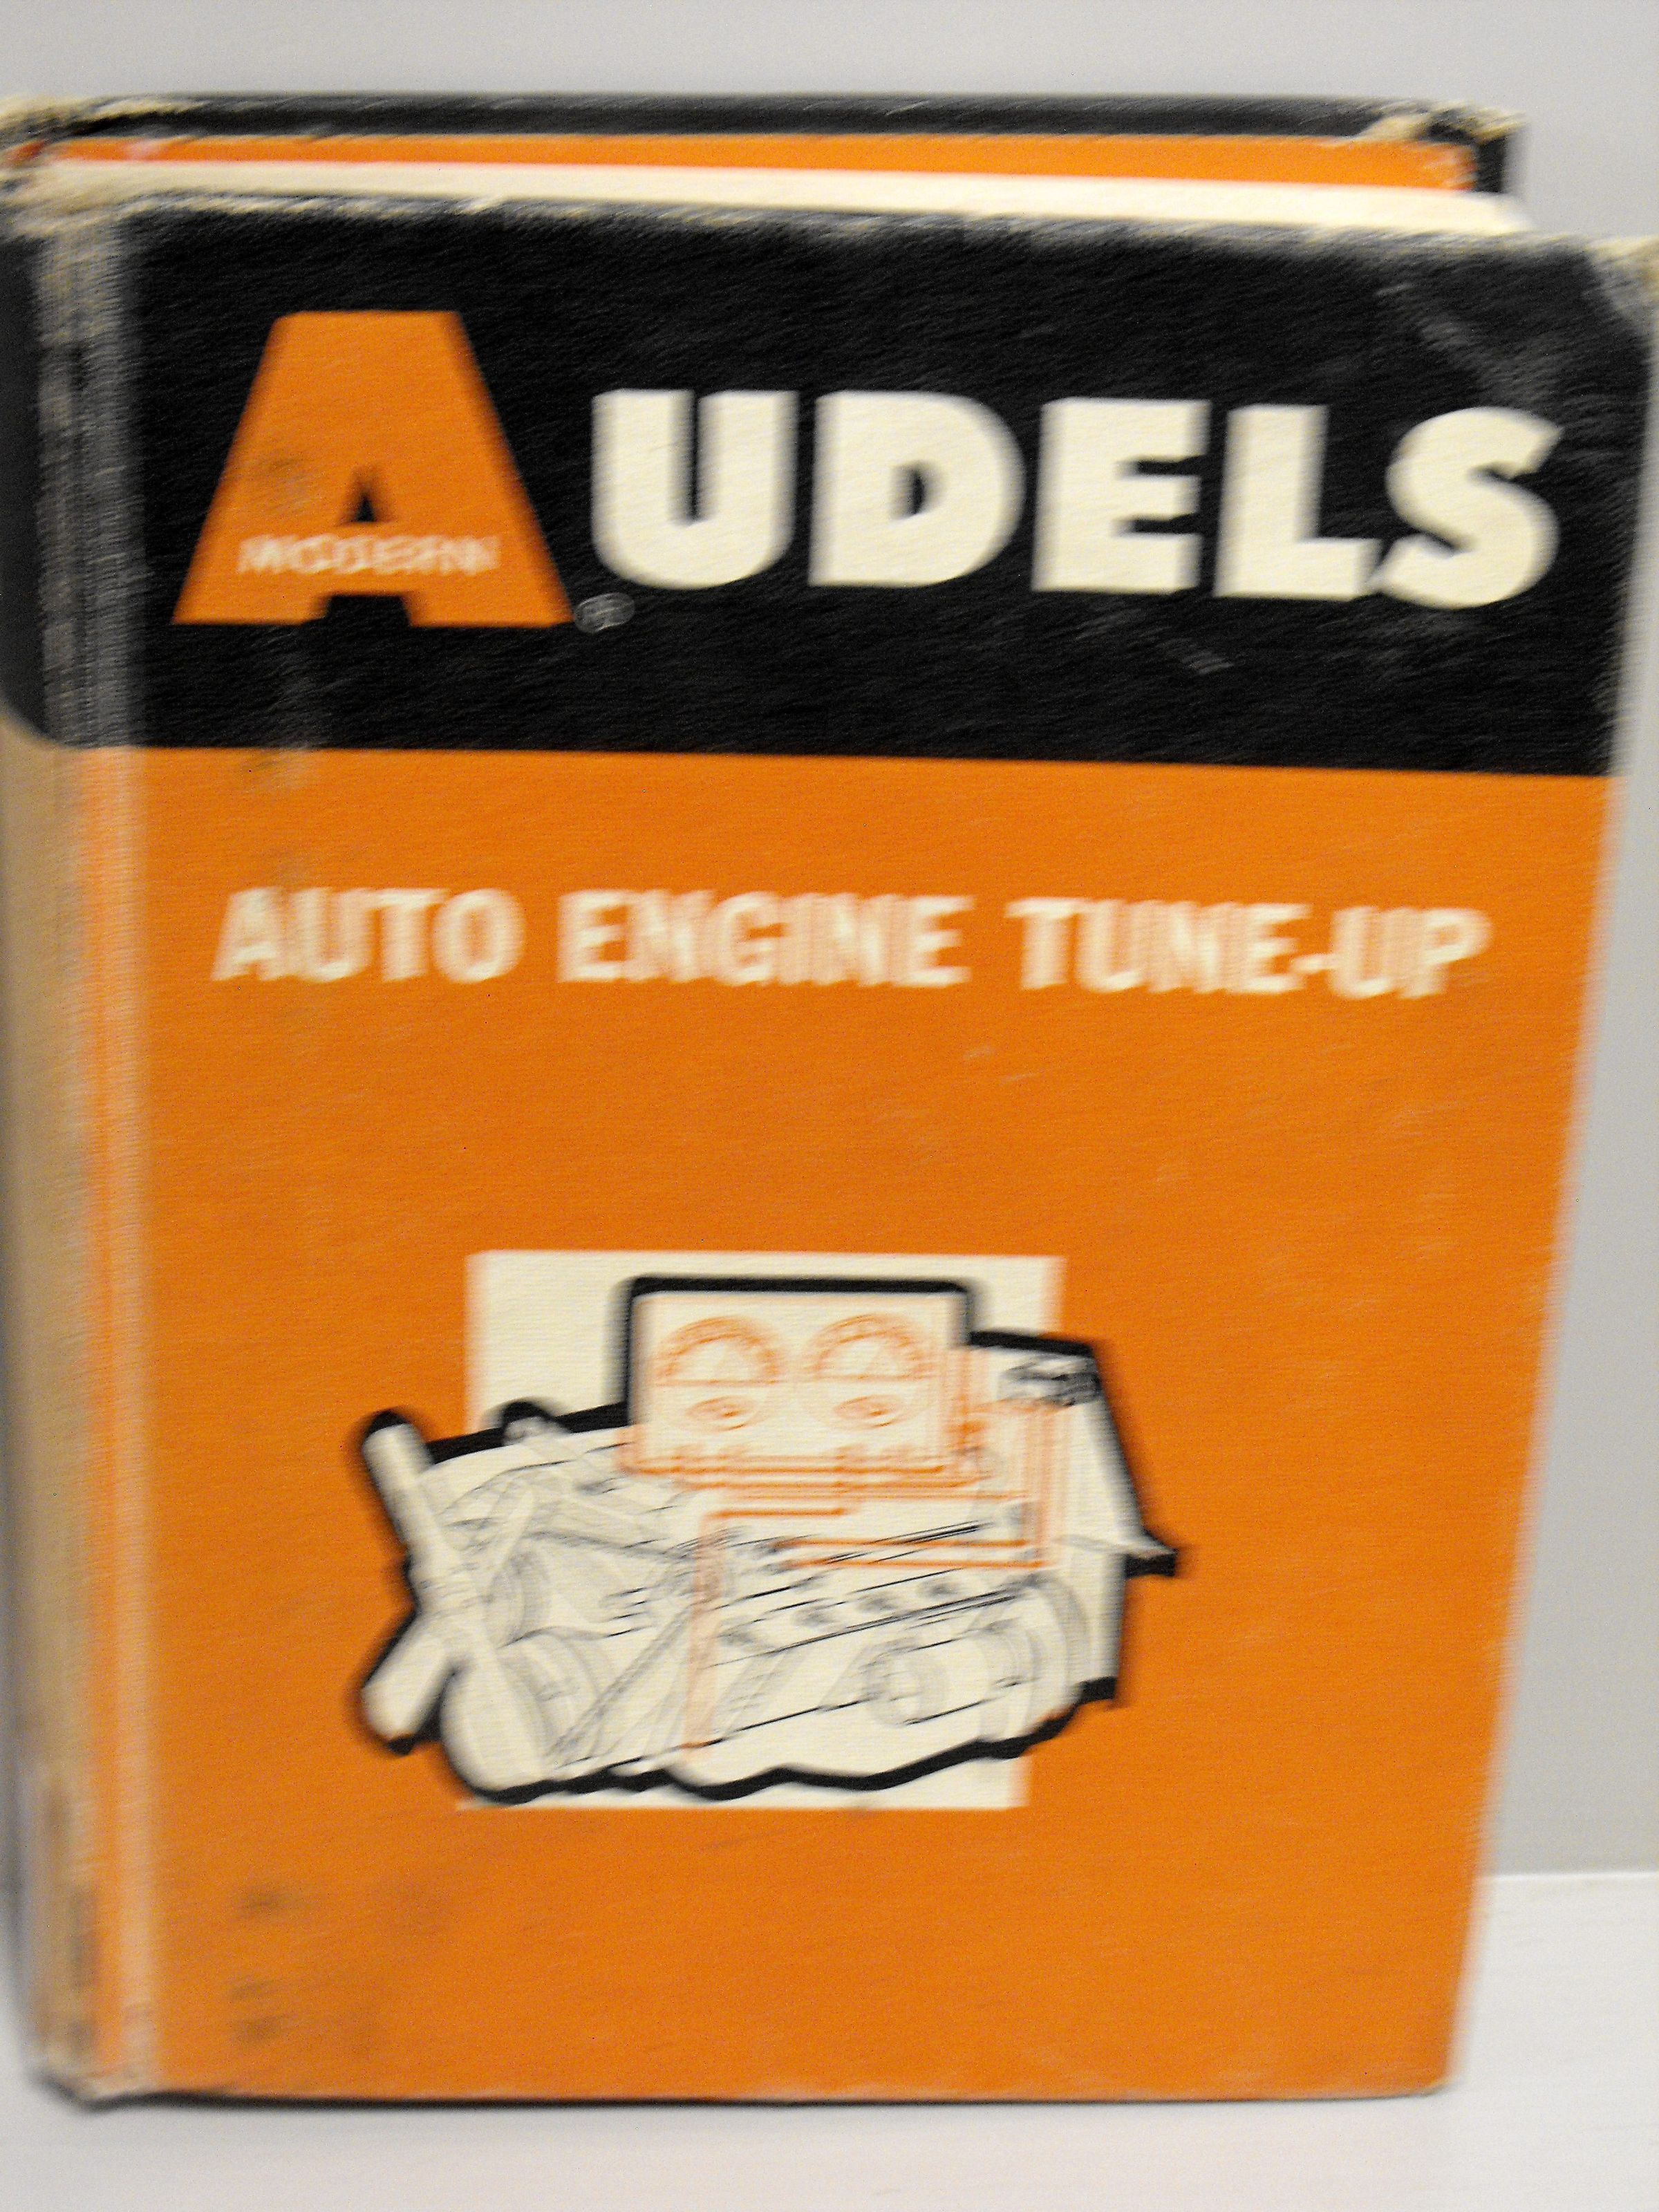 AUDELS
MODERN
AUTO ENGINE TUNE-UP